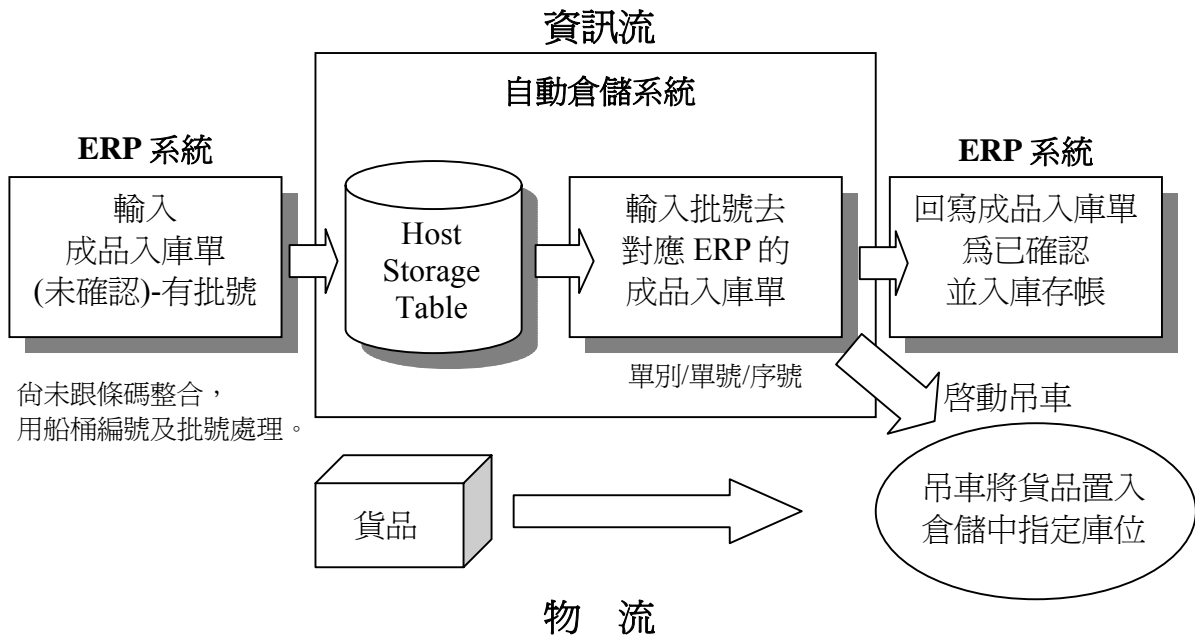 資訊流
自動倉儲系統
ERP 系統
輸入
成品入庫單
(未確認)-有批號
Host
Storage
Table
輸入批號去
對應 ERP 的
成品入庫單
ERP 系統
回寫成品入庫單
為已確認
並入庫存帳
尚未跟條碼整合，
用船桶編號及批號處理。
單別/單號/序號
啓動吊車
貨品
吊車將貨品置入
倉儲中指定庫位
物 流